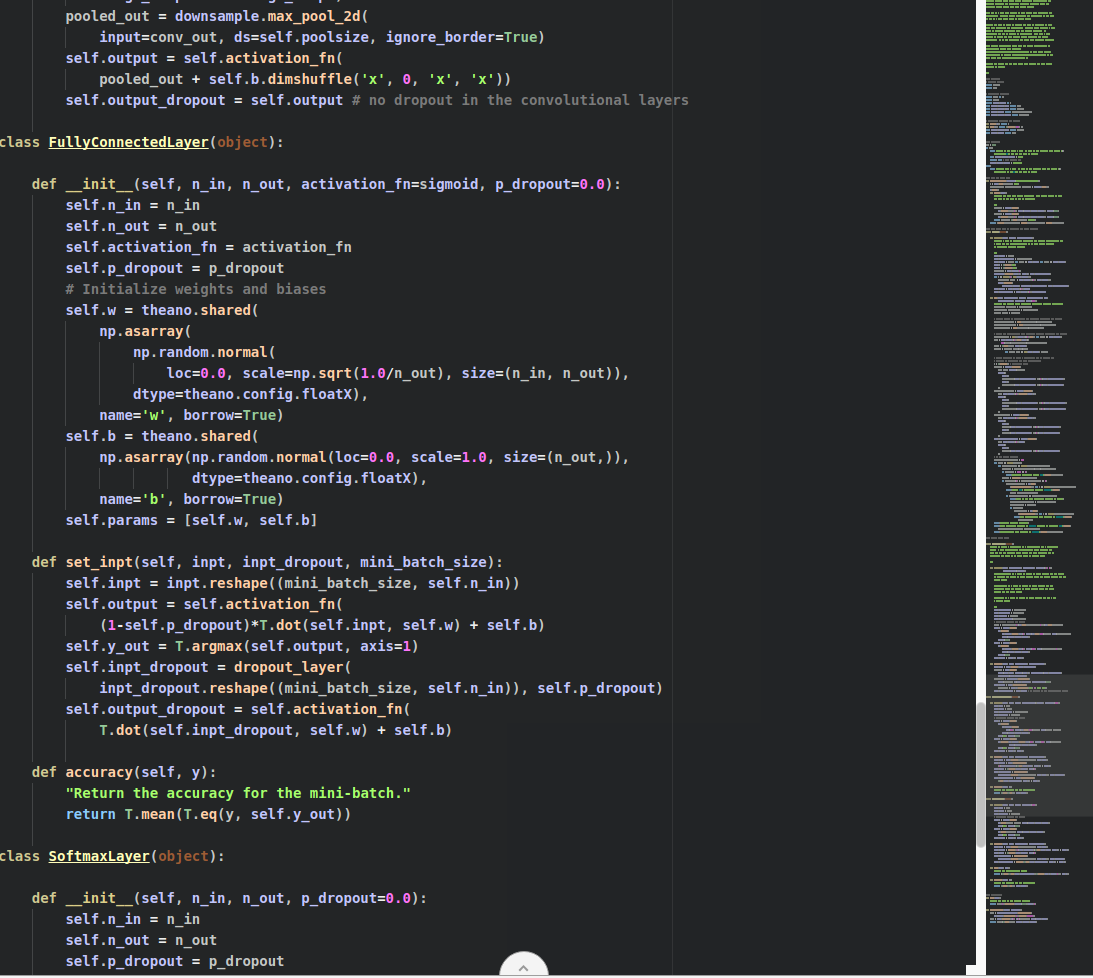 pooled_out = downsample.max_pool_2d(
input=conv_out, ds=self.poolsize, ignore_border=True)
self.output = self.activation_fn(
pooled_out + self.b.dimshuffle('x', 0, 'x', 'x'))
self.output_dropout = self.output # no dropout in the convolutional layers
class FullyConnectedLayer(object):
def __init__(self, n_in, n_out, activation_fn=sigmoid, p_dropout=0.0):
self.n_in = n_in
self.n_out = n_out
self.activation_fn = activation_fn
self.p_dropout = p_dropout
# Initialize weights and biases
self.w = theano.shared(
np.asarray(
np.random.normal(
loc=0.0, scale=np.sqrt(1.0/n_out), size=(n_in, n_out)),
dtype=theano.config.floatX),
name='w', borrow=True)
self.b = theano.shared(
np.asarray(np.random.normal(loc=0.0, scale=1.0, size=(n_out,)),
dtype=theano.config.floatX),
name='b', borrow=True)
self.params = [self.w, self.b]
def set_inpt(self, inpt, inpt_dropout, mini_batch_size):
self.inpt = inpt.reshape((mini_batch_size, self.n_in))
self.output = self.activation_fn(
(1-self.p_dropout)*T.dot(self.inpt, self.w) + self.b)
self.y_out = T.argmax(self.output, axis=1)
self.inpt_dropout = dropout_layer(
inpt_dropout.reshape((mini_batch_size, self.n_in)), self.p_dropout)
self.output_dropout = self.activation_fn(
T.dot(self.inpt_dropout, self.w) + self.b)
def accuracy(self, y):
"Return the accuracy for the mini-batch."
return T.mean(T.eq(y, self.y_out))
class SoftmaxLayer(object):
def __init__(self, n_in, n_out, p_dropout=0.0):
self.n_in = n_in
self.n_out = n_out
self.p_dropout = p_dropout